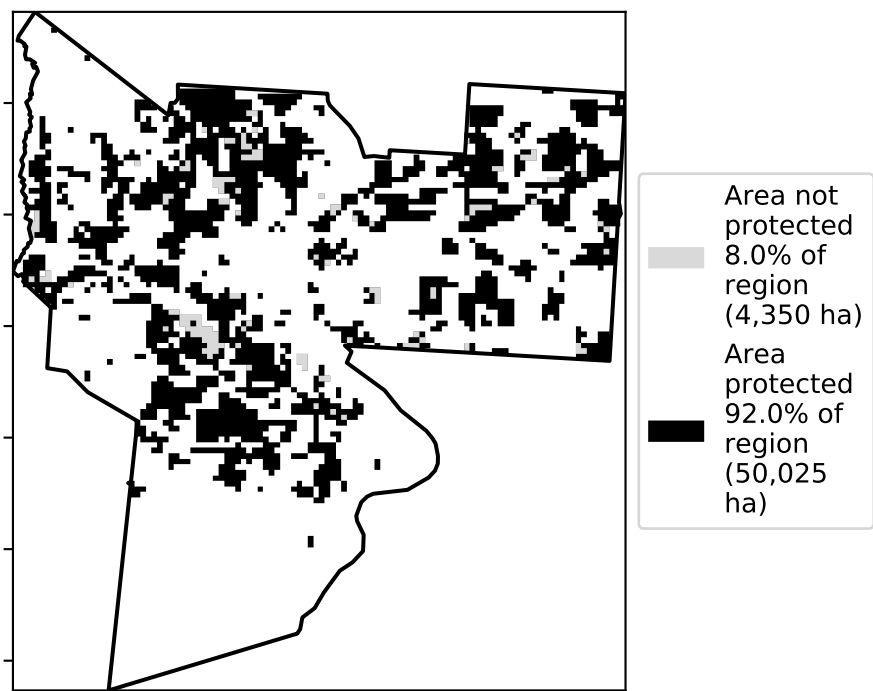 Area not
protected
8.0% of
region
(4,350 ha)
Area
protected
92.0% of
region
(50,025
ha)